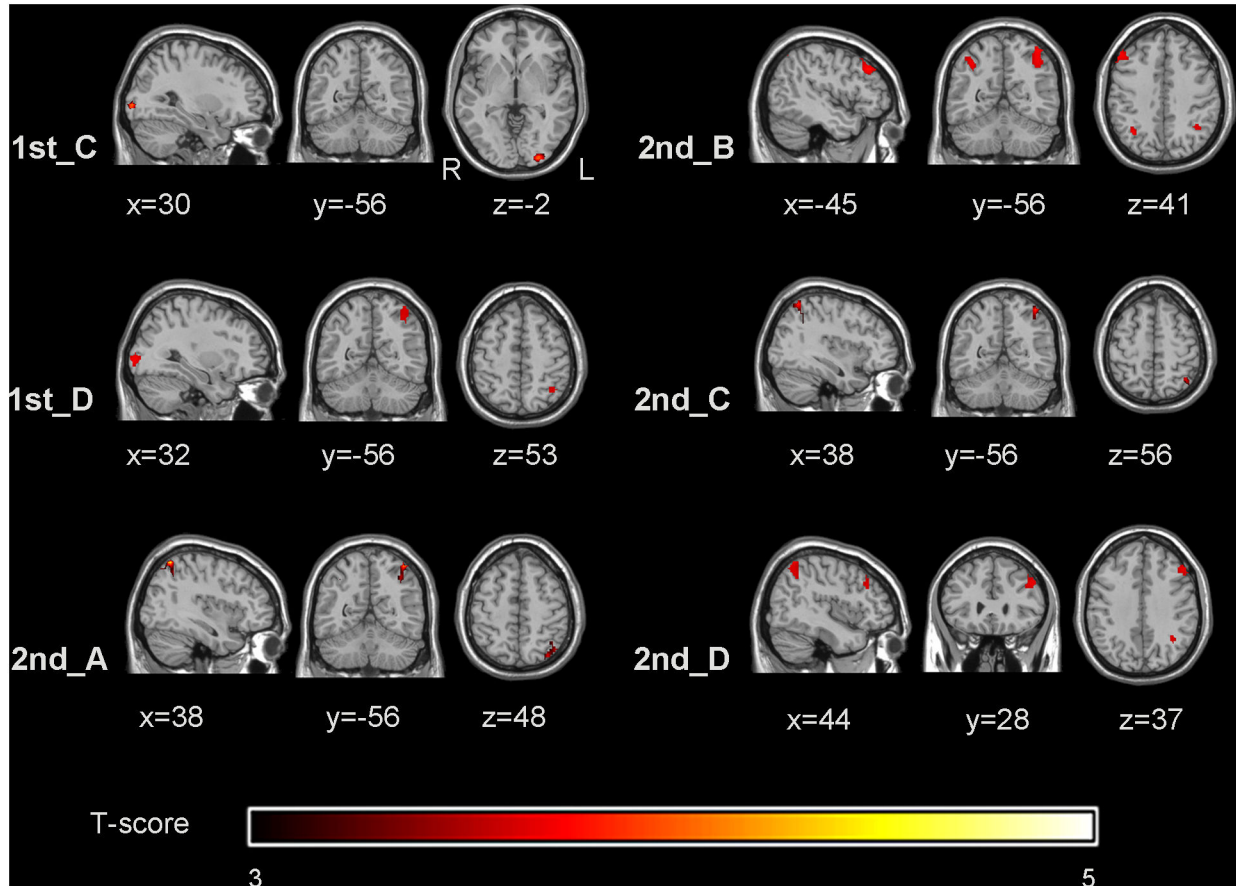 1st_C
R
L
x=30
y=-56
z=-2
2nd_B
x=-45
y=-56
z=41
1st_D
x=32
y=-56
z=53
2nd_C
x=38
y=-56
z=56
2nd_A
x=38
y=-56
z=48
2nd_D
x=44
y=28
z=37
T-score
3
5